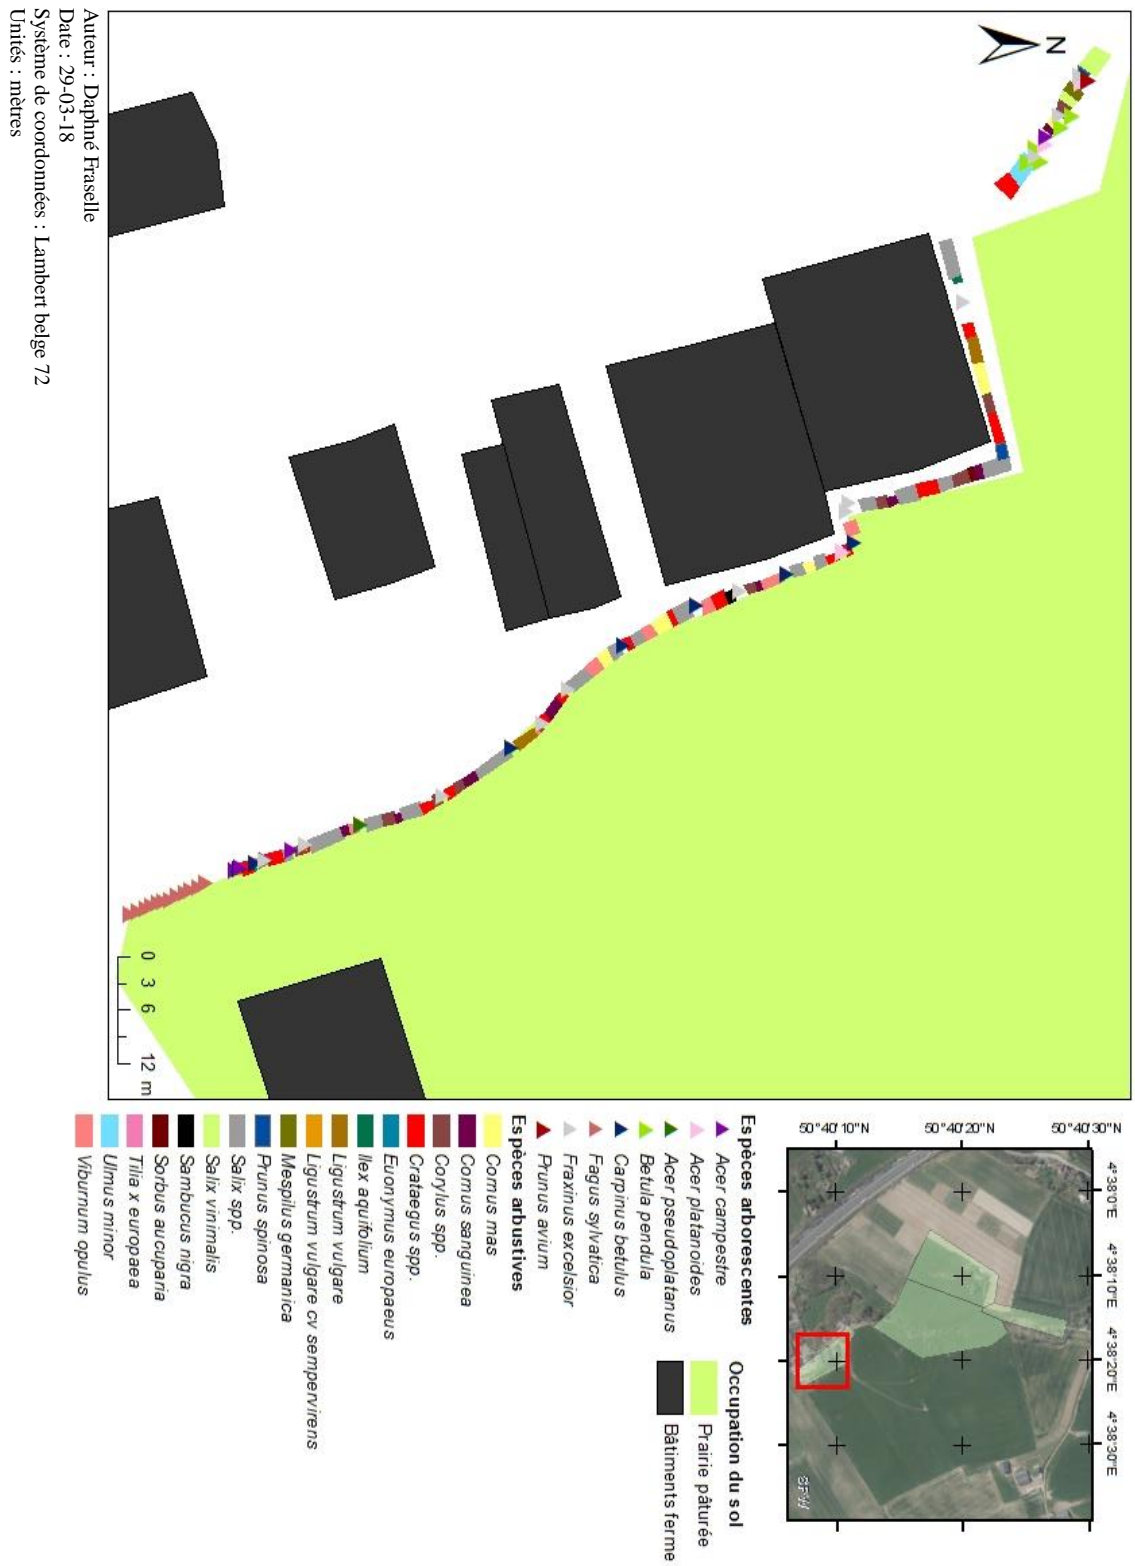 N
0 3 6 12 m
4°38'0"E 4°38'10"E 4°38'20"E 4°38'30"E
50°40'30"N
50°40'20"N
50°40'10"N
SPW
Espèces arborescentes
Acer campestre
Acer platanoides
Acer pseudoplatanus
Betula pendula
Carpinus betulus
Fagus sylvatica
Fraxinus excelsior
Prunus avium
Espèces arbustives
Cornus mas
Cornus sanguinea
Corylus spp.
Crataegus spp.
Euonymus europaeus
Ilex aquifolium
Ligustrum vulgare
Ligustrum vulgare cv sempervirens
Mespilus germanica
Prunus spinosa
Salix spp.
Salix viminalis
Sambucus nigra
Sorbus aucuparia
Tilia x europaea
Ulmus minor
Viburnum opulus
Occupation du sol
Prairie pâturée
Bâtiments ferme
Auteur : Daphné Fraselle
Date : 29-03-18
Système de coordonnées : Lambert belge 72
Unités : mètres